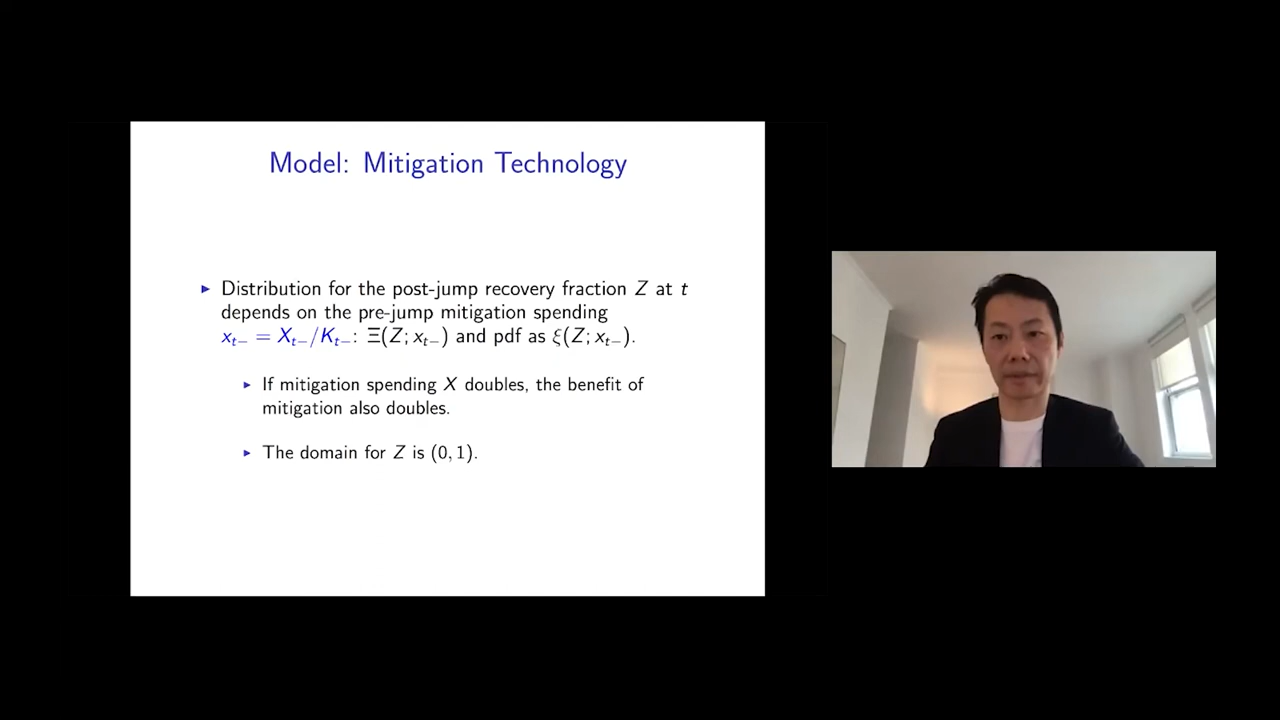 Model: Mitigation Technology
▶ Distribution for the post-jump recovery fraction Z at t
depends on the pre-jump mitigation spending
x_{t−} = X_{t−}/K_{t−}: Ξ(Z; x_{t−}) and pdf as ξ(Z; x_{t−}).
▶ If mitigation spending X doubles, the benefit of
mitigation also doubles.
▶ The domain for Z is (0, 1).